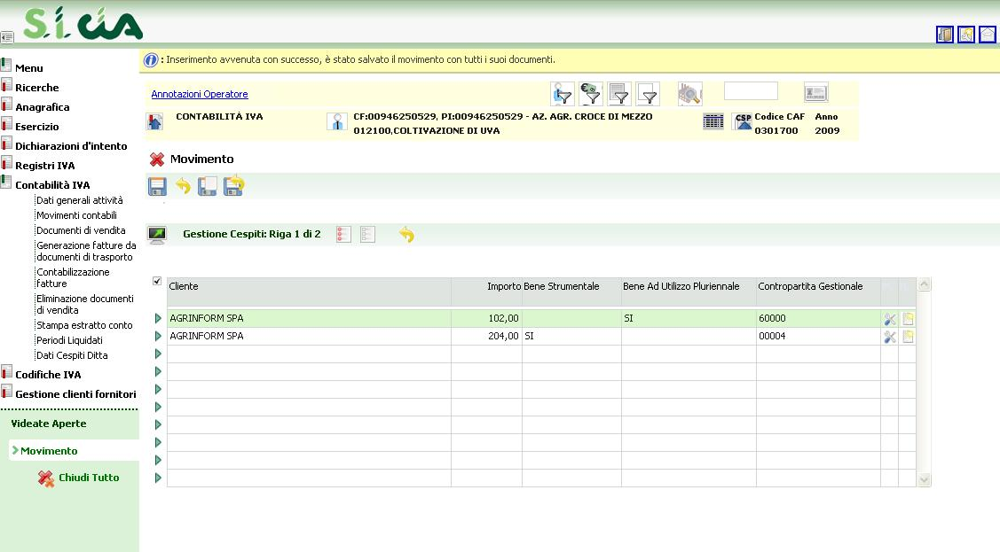 S.I. CIA
: Inserimento avvenuta con successo, è stato salvato il movimento con tutti i suoi documenti.
Menu
Ricerche
Anagrafica
Esercizio
Dichiarazioni d'intento
Registri IVA
Contabilità IVA
Dati generali attività
Movimenti contabili
Documenti di vendita
Generazione fatture da
documenti di trasporto
Contabilizzazione
fatture
Eliminazione documenti
di vendita
Stampa estratto conto
Periodi Liquidati
Dati Cespiti Ditta
Codifiche IVA
Gestione clienti fornitori
Videate Aperte
Movimento
Chiudi Tutto
Annotazioni Operatore
CONTABILITÁ IVA
CF:00946250529, PI:00946250529 - AZ. AGR. CROCE DI MEZZO
012100,COLTIVAZIONE DI UVA
CSP
Codice CAF Anno
0301700 2009
Movimento
Gestione Cespiti: Riga 1 di 2
Cliente Importo Bene Strumentale Bene Ad Utilizzo Pluriennale Contropartita Gestionale
AGRINFORM SPA 102,00 SI 60000
AGRINFORM SPA 204,00 SI 00004